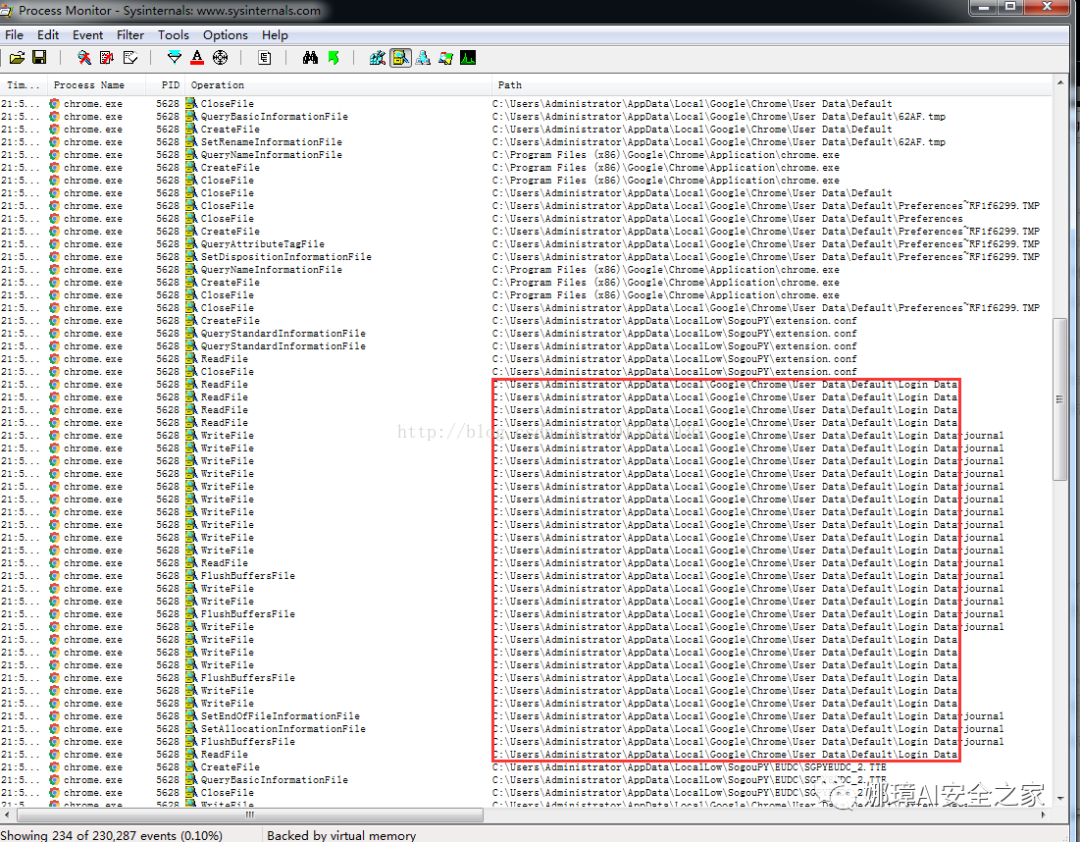 Process Monitor - Sysinternals: www.sysinternals.com
File Edit Event Filter Tools Options Help
Tim... Process Name PID Operation Path
21:5... chrome.exe 5628 CloseFile C:\Users\Administrator\AppData\Local\Google\Chrome\User Data\Default
21:5... chrome.exe 5628 QueryBasicInformationFile C:\Users\Administrator\AppData\Local\Google\Chrome\User Data\Default\62AF.tmp
21:5... chrome.exe 5628 CreateFile C:\Users\Administrator\AppData\Local\Google\Chrome\User Data\Default
21:5... chrome.exe 5628 SetRenameInformationFile C:\Users\Administrator\AppData\Local\Google\Chrome\User Data\Default\62AF.tmp
21:5... chrome.exe 5628 QueryNameInformationFile C:\Program Files (x86)\Google\Chrome\Application\chrome.exe
21:5... chrome.exe 5628 CreateFile C:\Program Files (x86)\Google\Chrome\Application\chrome.exe
21:5... chrome.exe 5628 CloseFile C:\Program Files (x86)\Google\Chrome\Application\chrome.exe
21:5... chrome.exe 5628 CloseFile C:\Users\Administrator\AppData\Local\Google\Chrome\User Data\Default
21:5... chrome.exe 5628 CloseFile C:\Users\Administrator\AppData\Local\Google\Chrome\User Data\Default\Preferences~RF1f6299.TMP
21:5... chrome.exe 5628 CloseFile C:\Users\Administrator\AppData\Local\Google\Chrome\User Data\Default\Preferences
21:5... chrome.exe 5628 CreateFile C:\Users\Administrator\AppData\Local\Google\Chrome\User Data\Default\Preferences~RF1f6299.TMP
21:5... chrome.exe 5628 QueryAttributeTagFile C:\Users\Administrator\AppData\Local\Google\Chrome\User Data\Default\Preferences~RF1f6299.TMP
21:5... chrome.exe 5628 SetDispositionInformationFile C:\Users\Administrator\AppData\Local\Google\Chrome\User Data\Default\Preferences~RF1f6299.TMP
21:5... chrome.exe 5628 QueryNameInformationFile C:\Program Files (x86)\Google\Chrome\Application\chrome.exe
21:5... chrome.exe 5628 CreateFile C:\Program Files (x86)\Google\Chrome\Application\chrome.exe
21:5... chrome.exe 5628 CloseFile C:\Program Files (x86)\Google\Chrome\Application\chrome.exe
21:5... chrome.exe 5628 CloseFile C:\Users\Administrator\AppData\Local\Google\Chrome\User Data\Default\Preferences~RF1f6299.TMP
21:5... chrome.exe 5628 CreateFile C:\Users\Administrator\AppData\LocalLow\SogouPY\extension.conf
21:5... chrome.exe 5628 QueryStandardInformationFile C:\Users\Administrator\AppData\LocalLow\SogouPY\extension.conf
21:5... chrome.exe 5628 QueryStandardInformationFile C:\Users\Administrator\AppData\LocalLow\SogouPY\extension.conf
21:5... chrome.exe 5628 ReadFile C:\Users\Administrator\AppData\LocalLow\SogouPY\extension.conf
21:5... chrome.exe 5628 CloseFile C:\Users\Administrator\AppData\LocalLow\SogouPY\extension.conf
21:5... chrome.exe 5628 ReadFile C:\Users\Administrator\AppData\Local\Google\Chrome\User Data\Default\Login Data
21:5... chrome.exe 5628 ReadFile C:\Users\Administrator\AppData\Local\Google\Chrome\User Data\Default\Login Data
21:5... chrome.exe 5628 ReadFile C:\Users\Administrator\AppData\Local\Google\Chrome\User Data\Default\Login Data
21:5... chrome.exe 5628 ReadFile C:\Users\Administrator\AppData\Local\Google\Chrome\User Data\Default\Login Data
21:5... chrome.exe 5628 WriteFile C:\Users\Administrator\AppData\Local\Google\Chrome\User Data\Default\Login Data-journal
21:5... chrome.exe 5628 WriteFile C:\Users\Administrator\AppData\Local\Google\Chrome\User Data\Default\Login Data-journal
21:5... chrome.exe 5628 WriteFile C:\Users\Administrator\AppData\Local\Google\Chrome\User Data\Default\Login Data-journal
21:5... chrome.exe 5628 WriteFile C:\Users\Administrator\AppData\Local\Google\Chrome\User Data\Default\Login Data-journal
21:5... chrome.exe 5628 WriteFile C:\Users\Administrator\AppData\Local\Google\Chrome\User Data\Default\Login Data-journal
21:5... chrome.exe 5628 WriteFile C:\Users\Administrator\AppData\Local\Google\Chrome\User Data\Default\Login Data-journal
21:5... chrome.exe 5628 WriteFile C:\Users\Administrator\AppData\Local\Google\Chrome\User Data\Default\Login Data-journal
21:5... chrome.exe 5628 WriteFile C:\Users\Administrator\AppData\Local\Google\Chrome\User Data\Default\Login Data-journal
21:5... chrome.exe 5628 WriteFile C:\Users\Administrator\AppData\Local\Google\Chrome\User Data\Default\Login Data-journal
21:5... chrome.exe 5628 WriteFile C:\Users\Administrator\AppData\Local\Google\Chrome\User Data\Default\Login Data-journal
21:5... chrome.exe 5628 ReadFile C:\Users\Administrator\AppData\Local\Google\Chrome\User Data\Default\Login Data-journal
21:5... chrome.exe 5628 FlushBuffersFile C:\Users\Administrator\AppData\Local\Google\Chrome\User Data\Default\Login Data-journal
21:5... chrome.exe 5628 WriteFile C:\Users\Administrator\AppData\Local\Google\Chrome\User Data\Default\Login Data-journal
21:5... chrome.exe 5628 WriteFile C:\Users\Administrator\AppData\Local\Google\Chrome\User Data\Default\Login Data-journal
21:5... chrome.exe 5628 FlushBuffersFile C:\Users\Administrator\AppData\Local\Google\Chrome\User Data\Default\Login Data-journal
21:5... chrome.exe 5628 WriteFile C:\Users\Administrator\AppData\Local\Google\Chrome\User Data\Default\Login Data-journal
21:5... chrome.exe 5628 WriteFile C:\Users\Administrator\AppData\Local\Google\Chrome\User Data\Default\Login Data
21:5... chrome.exe 5628 WriteFile C:\Users\Administrator\AppData\Local\Google\Chrome\User Data\Default\Login Data
21:5... chrome.exe 5628 WriteFile C:\Users\Administrator\AppData\Local\Google\Chrome\User Data\Default\Login Data
21:5... chrome.exe 5628 FlushBuffersFile C:\Users\Administrator\AppData\Local\Google\Chrome\User Data\Default\Login Data
21:5... chrome.exe 5628 WriteFile C:\Users\Administrator\AppData\Local\Google\Chrome\User Data\Default\Login Data
21:5... chrome.exe 5628 WriteFile C:\Users\Administrator\AppData\Local\Google\Chrome\User Data\Default\Login Data
21:5... chrome.exe 5628 SetEndOfFileInformationFile C:\Users\Administrator\AppData\Local\Google\Chrome\User Data\Default\Login Data-journal
21:5... chrome.exe 5628 SetAllocationInformationFile C:\Users\Administrator\AppData\Local\Google\Chrome\User Data\Default\Login Data-journal
21:5... chrome.exe 5628 FlushBuffersFile C:\Users\Administrator\AppData\Local\Google\Chrome\User Data\Default\Login Data-journal
21:5... chrome.exe 5628 ReadFile C:\Users\Administrator\AppData\Local\Google\Chrome\User Data\Default\Login Data
21:5... chrome.exe 5628 CreateFile C:\Users\Administrator\AppData\LocalLow\SogouPY\EUDC\SGPYEUDC_2.TTE
21:5... chrome.exe 5628 QueryBasicInformationFile C:\Users\Administrator\AppData\LocalLow\SogouPY\EUDC\
21:5... chrome.exe 5628 CloseFile C:\Users\Administrator\AppData\LocalLow\SogouPY\EUDC\
21:5... chrome.exe 5628 WriteFile
http://blog.
娜璋AI安全之家
Showing 234 of 230,287 events (0.10%) Backed by virtual memory